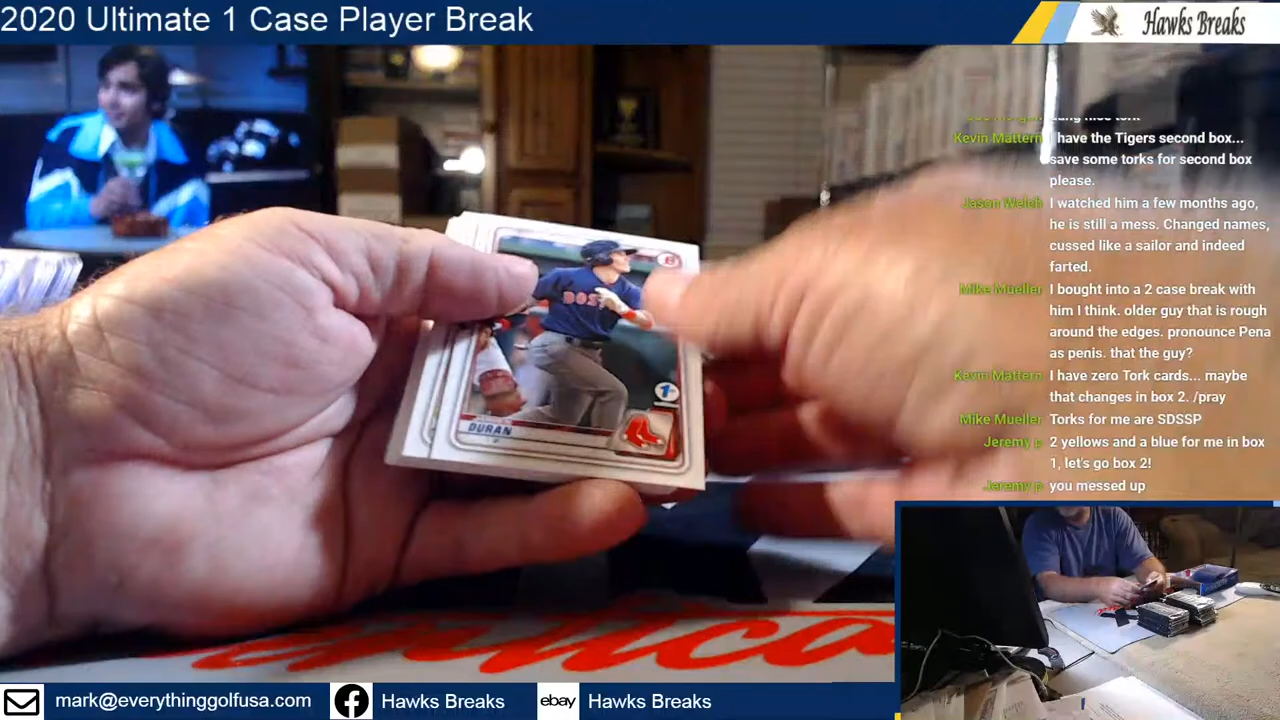 2020 Ultimate 1 Case Player Break
Hawks Breaks
Kevin Mattern I have the Tigers second box...
save some torks for second box
please.
Jason Welch I watched him a few months ago,
he is still a mess. Changed names,
cussed like a sailor and indeed
farted.
Mike Mueller I bought into a 2 case break with
him I think. older guy that is rough
around the edges. pronounce Pena
as penis. that the guy?
Kevin Mattern I have zero Tork cards... maybe
that changes in box 2. /pray
Mike Mueller Torks for me are SDSSP
Jeremy p 2 yellows and a blue for me in box
1, let's go box 2!
Jeremy p you messed up
BOS
1st
DURAN
mark@everythinggolfusa.com
Hawks Breaks
ebay
Hawks Breaks